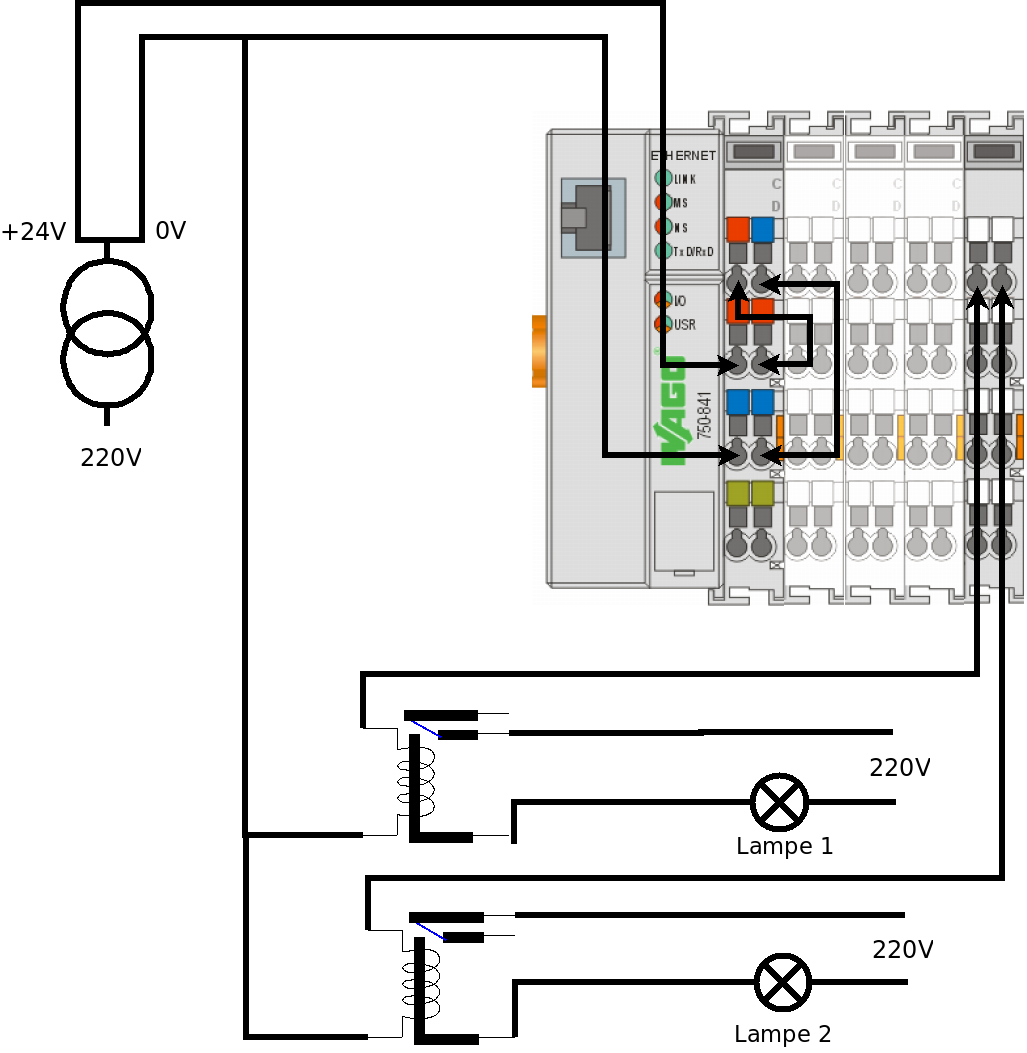 ETHERNET
LINK
MS
NS
TxD/RxD
I/O
USR
WAGO
®
750-841
C
D
C
D
C
D
C
D
+24V
0V
220V
220V
Lampe 1
220V
Lampe 2